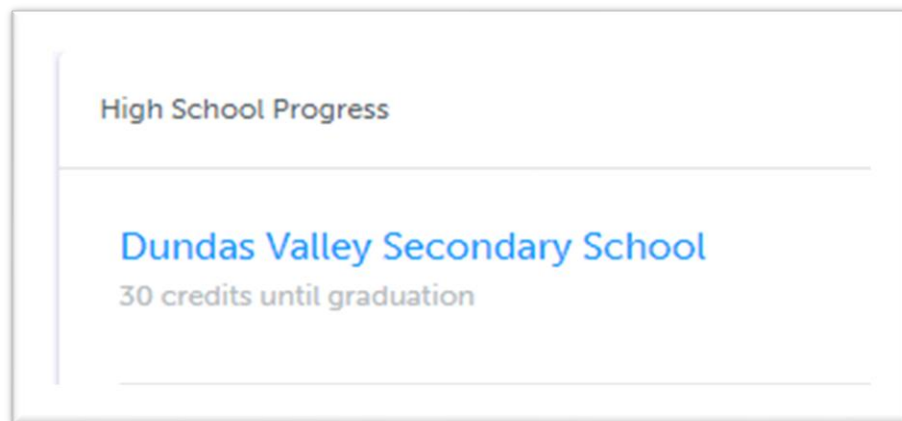 High School Progress
Dundas Valley Secondary School
30 credits until graduation